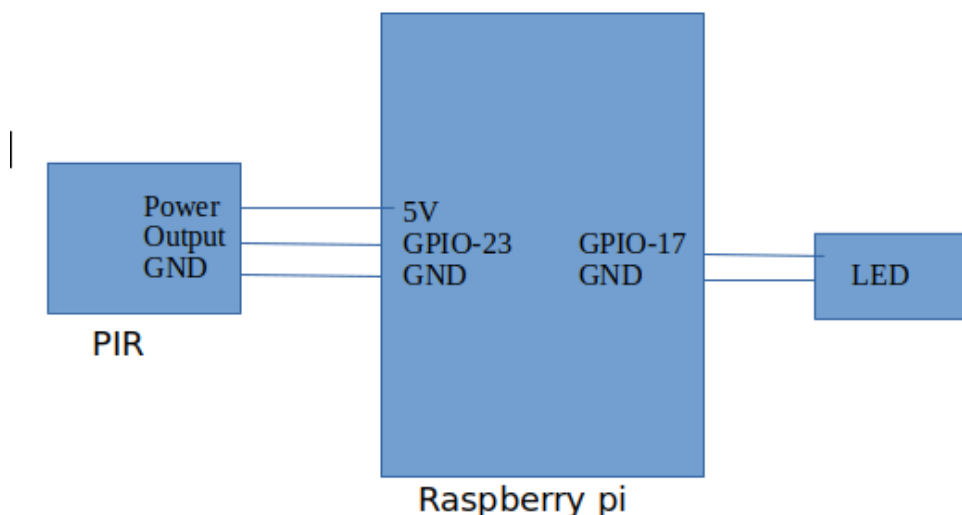 Power
Output
GND
PIR
5V
GPIO-23
GND
GPIO-17
GND
Raspberry pi
LED